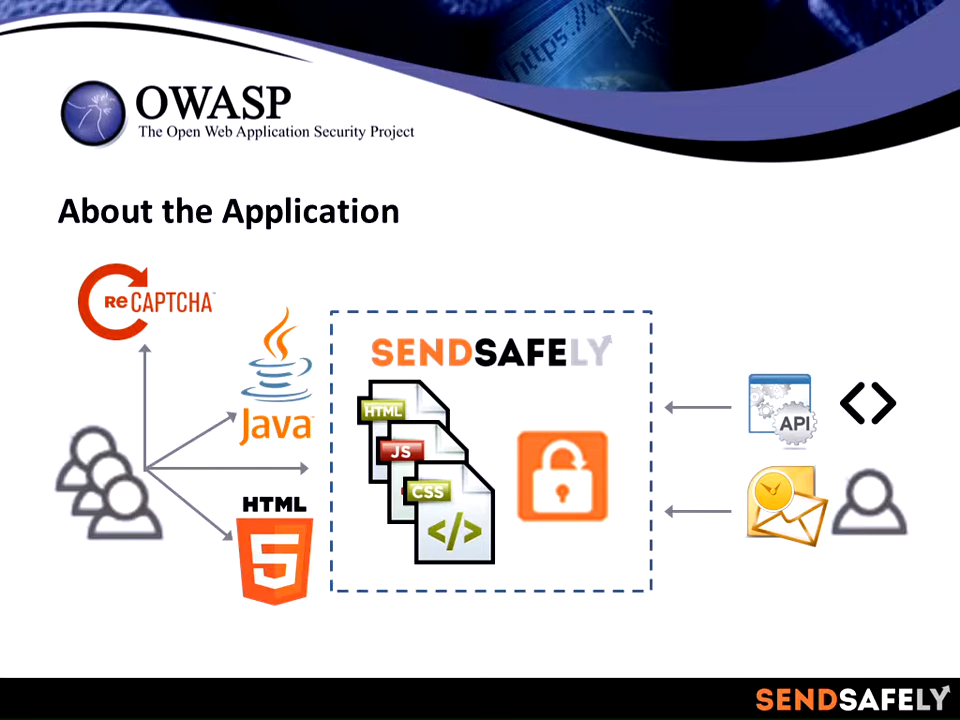 https://w
OWASP
The Open Web Application Security Project
About the Application
reCAPTCHA
Java
HTML
5
SENDSAFELY
HTML
JS
CSS
</>
API
<>
SENDSAFELY